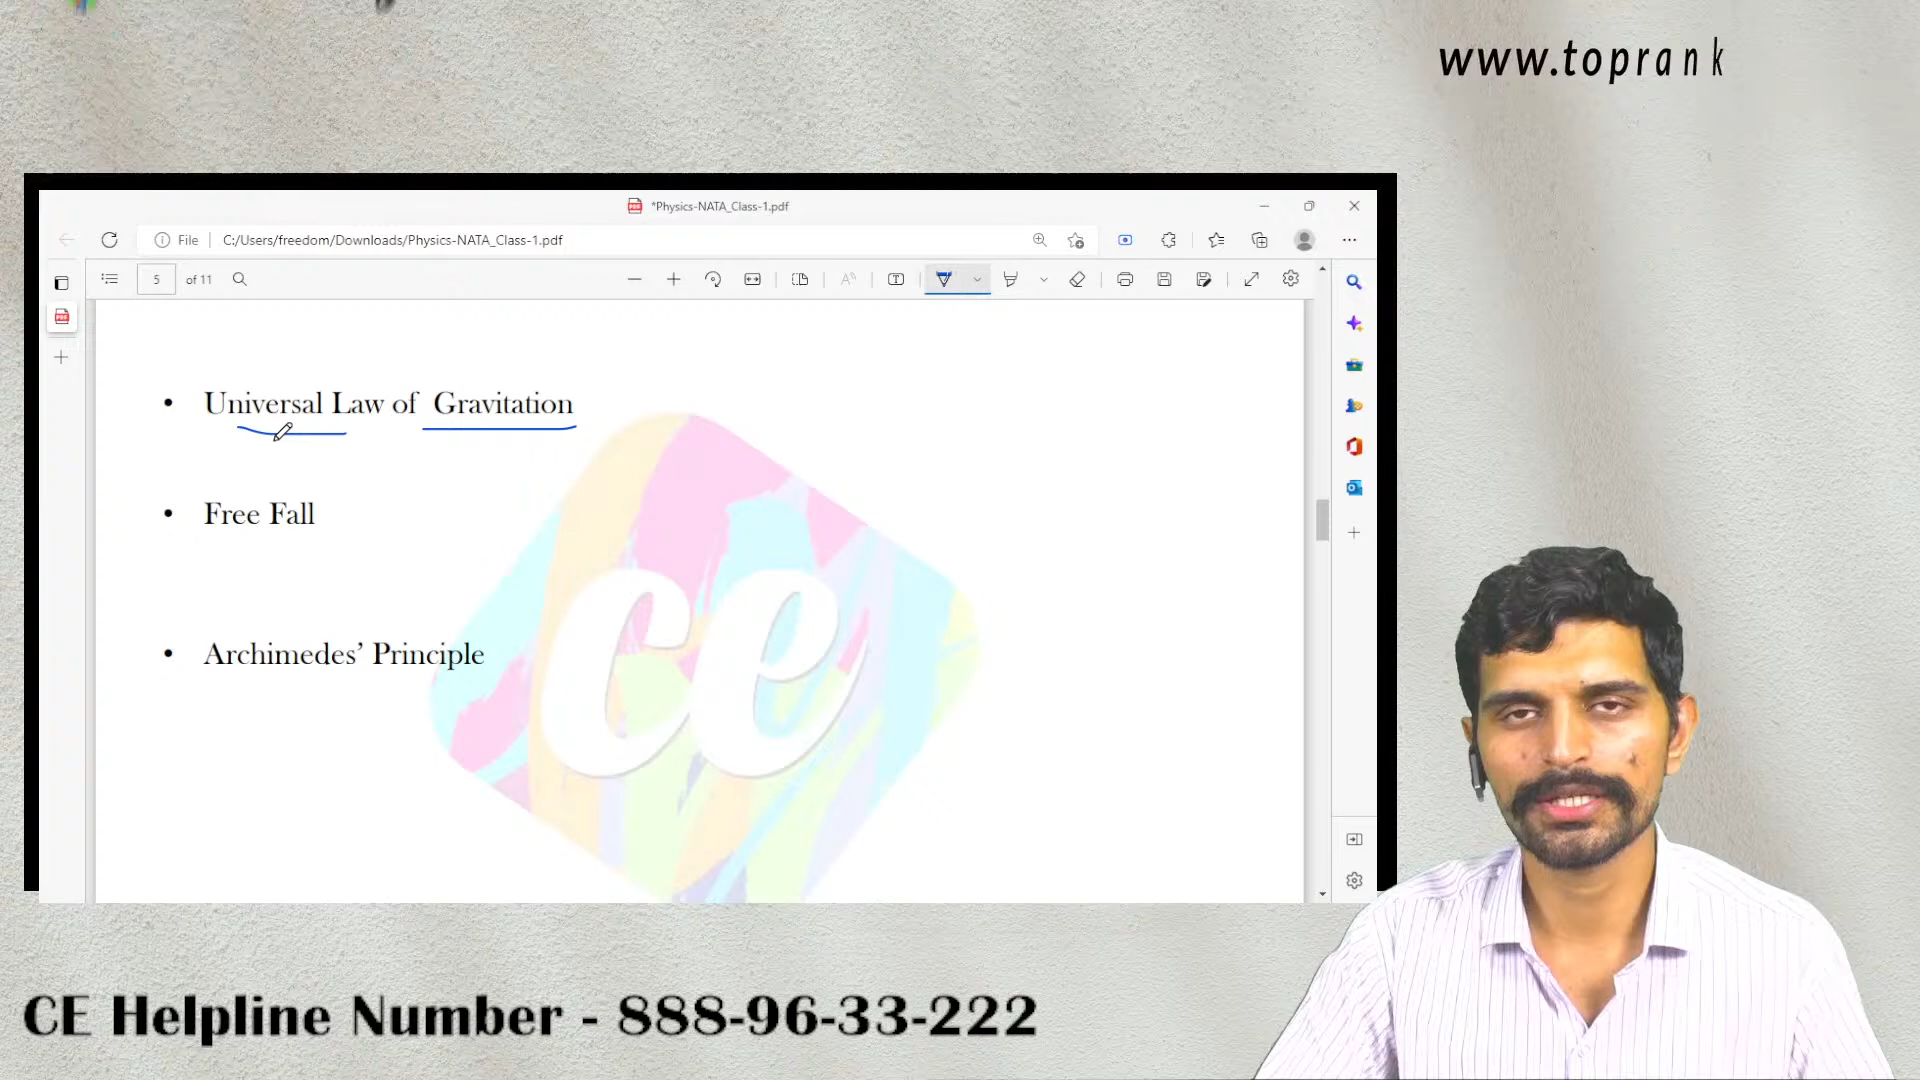 www.toprank
*Physics-NATA_Class-1.pdf
File
C:/Users/freedom/Downloads/Physics-NATA_Class-1.pdf
5 of 11
• Universal Law of Gravitation
• Free Fall
• Archimedes’ Principle
ce
CE Helpline Number - 888-96-33-222